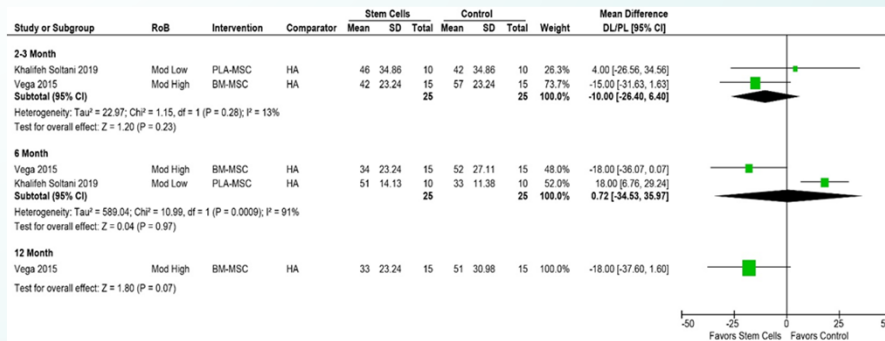 Stem Cells Control Mean Difference
Study or Subgroup RoB Intervention Comparator Mean SD Total Mean SD Total Weight DL/PL [95% CI]
2-3 Month
Khalifeh Soltani 2019 Mod Low PLA-MSC HA 46 34.86 10 42 34.86 10 26.3% 4.00 [-26.56, 34.56]
Vega 2015 Mod High BM-MSC HA 42 23.24 15 57 23.24 15 73.7% -15.00 [-31.63, 1.63]
Subtotal (95% CI) 25 25 100.0% -10.00 (-26.40, 6.40)
Heterogeneity: Tau² = 22.97; Chi² = 1.15, df = 1 (P = 0.28); I² = 13%
Test for overall effect: Z = 1.20 (P = 0.23)
6 Month
Vega 2015 Mod High BM-MSC HA 34 23.24 15 52 27.11 15 48.0% -18.00 [-36.07, 0.07]
Khalifeh Soltani 2019 Mod Low PLA-MSC HA 51 14.13 10 33 11.38 10 52.0% 18.00 [6.76, 29.24]
Subtotal (95% CI) 25 25 100.0% 0.72 [-34.53, 35.97]
Heterogeneity: Tau² = 589.04; Chi² = 10.99, df = 1 (P = 0.0009); I² = 91%
Test for overall effect: Z = 0.04 (P = 0.97)
12 Month
Vega 2015 Mod High BM-MSC HA 33 23.24 15 51 30.98 15 100.0% -18.00 [-37.60, 1.60]
Test for overall effect: Z = 1.80 (P = 0.07)
-50 -25 0 25
Favors Stem Cells Favors Control